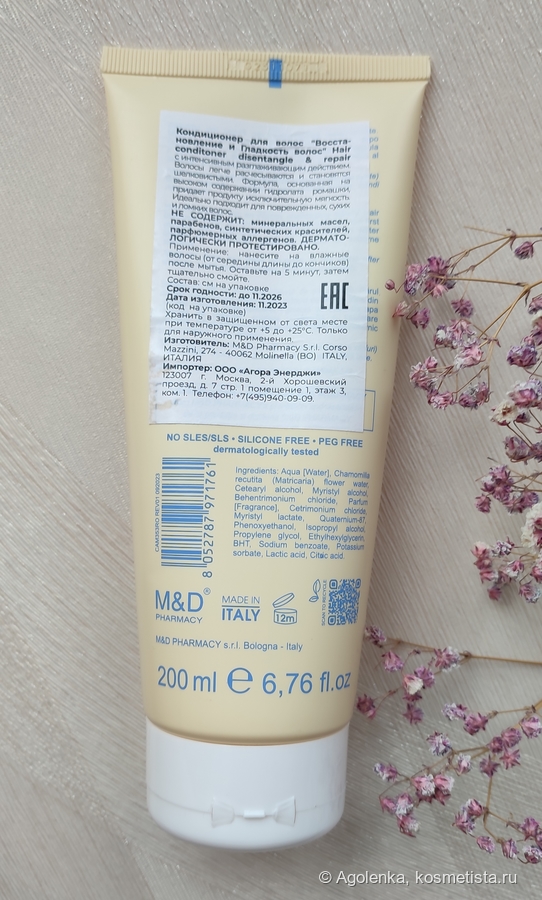 Кондиционер для волос "Восста-
новление и Гладкость волос" Hair
conditoner disentangle & repair
с интенсивным разглаживающим действием.
Волосы легче расчесываются и становятся
шелковистыми. Формула, основанная на
высоком содержании гидролата ромашки,
придает продукту исключительную мягкость.
Идеально подходит для поврежденных, сухих
и ломких волос.
НЕ СОДЕРЖИТ: минеральных масел,
парабенов, синтетических красителей,
парфюмерных аллергенов. ДЕРМАТО-
ЛОГИЧЕСКИ ПРОТЕСТИРОВАНО.
Применение: нанесите на влажные
волосы (от середины длины до кончиков)
после мытья. Оставьте на 5 минут, затем
тщательно смойте.
Состав: см на упаковке
Срок годности: до 11.2026
Дата изготовления: 11.2023
(код на упаковке)
EAC
Хранить в защищенном от света месте
при температуре от +5 до +25°С. Только
для наружного применения.
Изготовитель: M&D Pharmacy S.r.l. Corso
Mazzini, 274 - 40062 Molinella (BO) ITALY,
ИТАЛИЯ
Импортер: ООО «Агора Энерджи»
123007 г. Москва, 2-й Хорошевский
проезд, д. 7 стр. 1 помещение 1, этаж 3,
ком. 1. Телефон: +7(495)940-09-09.
NO SLES/SLS • SILICONE FREE • PEG FREE
dermatologically tested
Ingredients: Aqua [Water], Chamomilla
recutita (Matricaria) flower water,
Cetearyl alcohol, Myristyl alcohol,
Behentrimonium chloride, Parfum
[Fragrance], Cetrimonium chloride,
Myristyl lactate, Quaternium-87,
Phenoxyethanol, Isopropyl alcohol,
Propylene glycol, Ethylhexylglycerin,
BHT, Sodium benzoate, Potassium
sorbate, Lactic acid, Citric acid.
8 052787 971761
M&D®
PHARMACY
MADE IN
ITALY
12m
SCAN TO RECYCLE
M&D PHARMACY s.r.l. Bologna - Italy
200 ml e 6,76 fl.oz
© Agolenka, kosmetista.ru